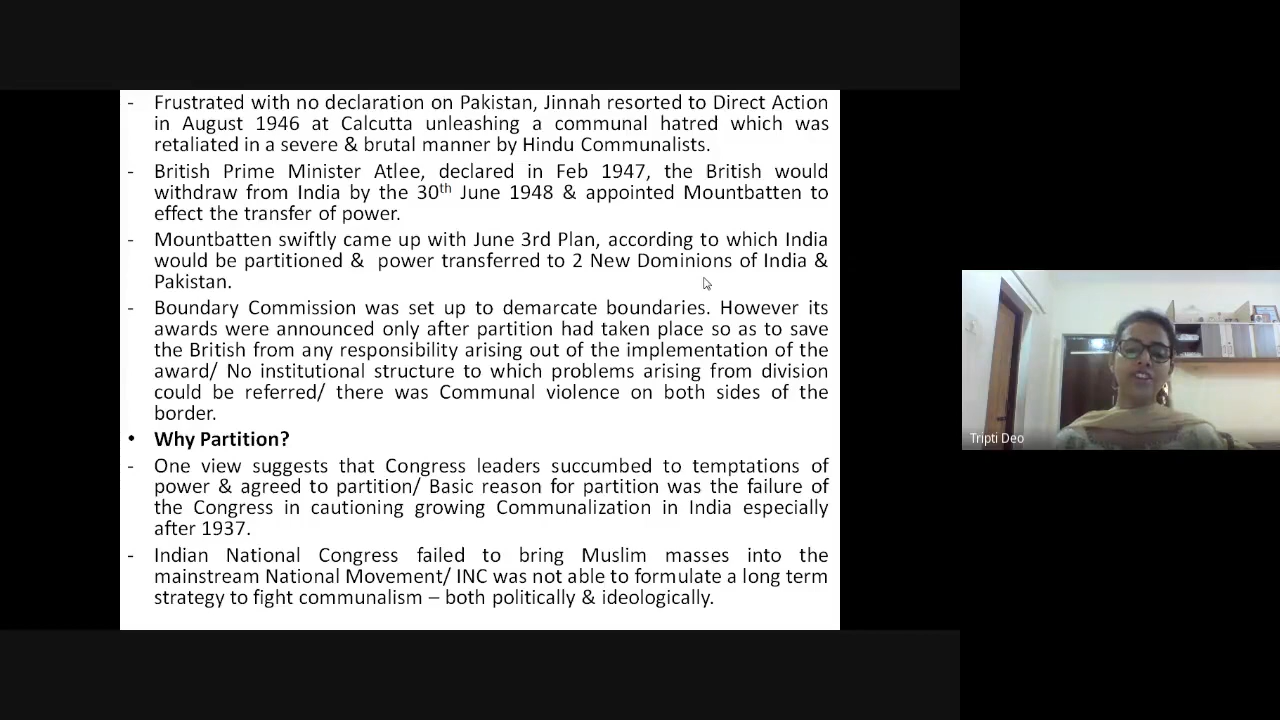 - Frustrated with no declaration on Pakistan, Jinnah resorted to Direct Action
in August 1946 at Calcutta unleashing a communal hatred which was
retaliated in a severe & brutal manner by Hindu Communalists.
- British Prime Minister Atlee, declared in Feb 1947, the British would
withdraw from India by the 30th June 1948 & appointed Mountbatten to
effect the transfer of power.
- Mountbatten swiftly came up with June 3rd Plan, according to which India
would be partitioned & power transferred to 2 New Dominions of India &
Pakistan.
- Boundary Commission was set up to demarcate boundaries. However its
awards were announced only after partition had taken place so as to save
the British from any responsibility arising out of the implementation of the
award/ No institutional structure to which problems arising from division
could be referred/ there was Communal violence on both sides of the
border.
• Why Partition?
- One view suggests that Congress leaders succumbed to temptations of
power & agreed to partition/ Basic reason for partition was the failure of
the Congress in cautioning growing Communalization in India especially
after 1937.
- Indian National Congress failed to bring Muslim masses into the
mainstream National Movement/ INC was not able to formulate a long term
strategy to fight communalism – both politically & ideologically.
Tripti Deo